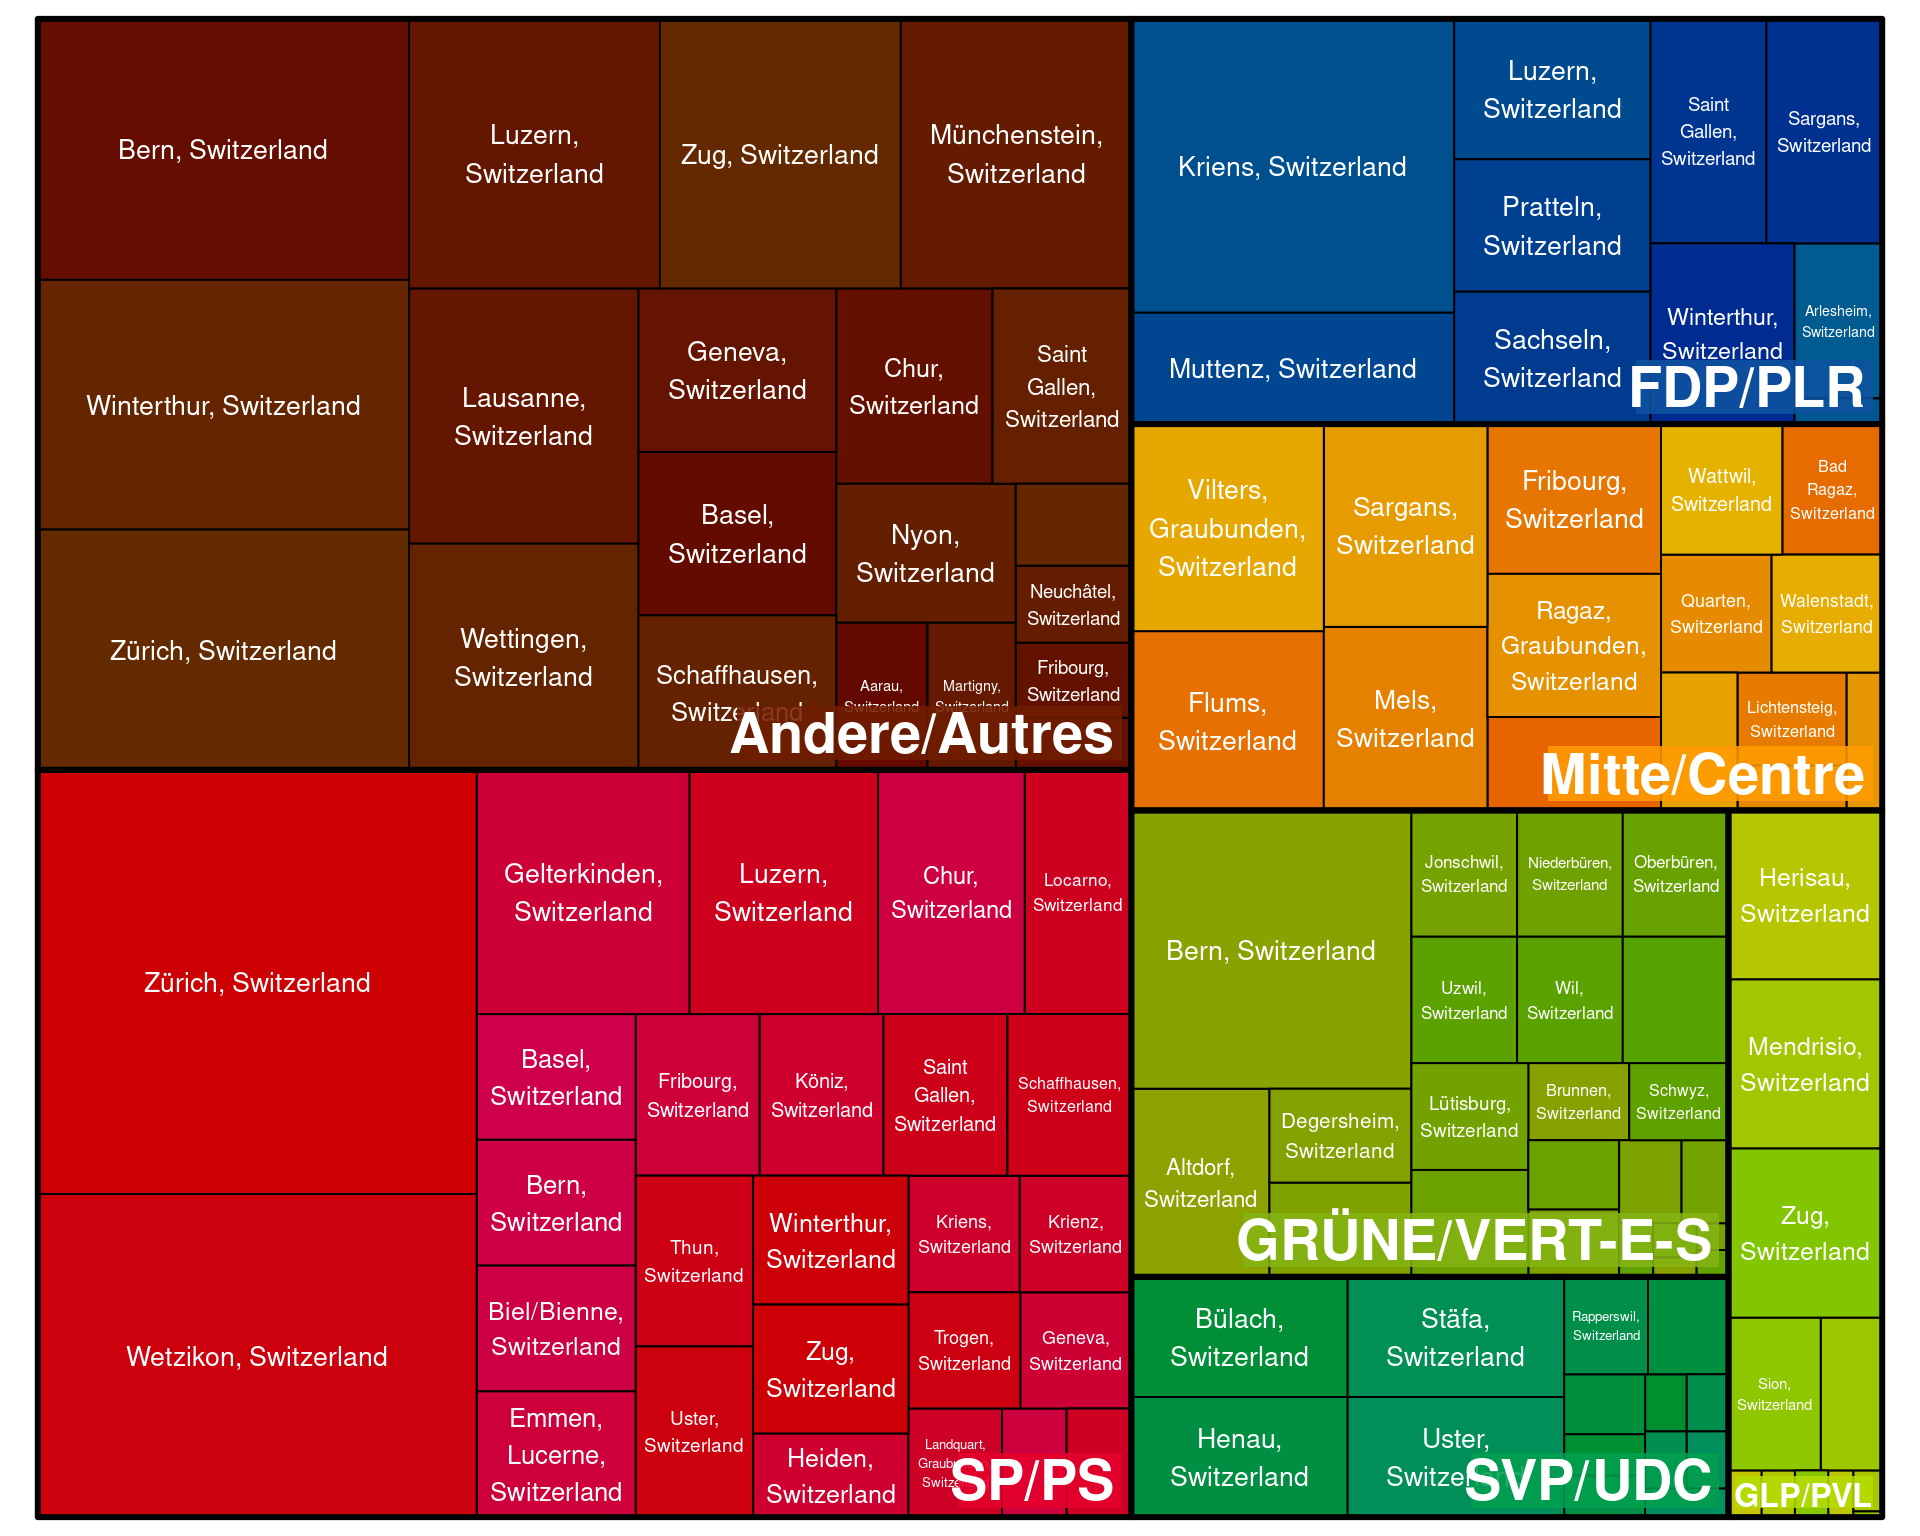 Bern, Switzerland
Luzern,
Switzerland
Zug, Switzerland
Münchenstein,
Switzerland
Winterthur, Switzerland
Zürich, Switzerland
Lausanne,
Switzerland
Wettingen,
Switzerland
Geneva,
Switzerland
Basel,
Switzerland
Schaffhausen,
Switzerland
Chur,
Switzerland
Saint
Gallen,
Switzerland
Nyon,
Switzerland
Neuchâtel,
Switzerland
Fribourg,
Switzerland
Aarau,
Switzerland
Martigny,
Switzerland
Andere/Autres
Kriens, Switzerland
Muttenz, Switzerland
Luzern,
Switzerland
Pratteln,
Switzerland
Sachseln,
Switzerland
Saint
Gallen,
Switzerland
Sargans,
Switzerland
Winterthur,
Switzerland
Arlesheim,
Switzerland
FDP/PLR
Vilters,
Graubunden,
Switzerland
Flums,
Switzerland
Sargans,
Switzerland
Mels,
Switzerland
Fribourg,
Switzerland
Ragaz,
Graubunden,
Switzerland
Wattwil,
Switzerland
Bad
Ragaz,
Switzerland
Quarten,
Switzerland
Walenstadt,
Switzerland
Lichtensteig,
Switzerland
Mitte/Centre
Zürich, Switzerland
Wetzikon, Switzerland
Gelterkinden,
Switzerland
Luzern,
Switzerland
Chur,
Switzerland
Locarno,
Switzerland
Basel,
Switzerland
Bern,
Switzerland
Biel/Bienne,
Switzerland
Emmen,
Lucerne,
Switzerland
Fribourg,
Switzerland
Köniz,
Switzerland
Saint
Gallen,
Switzerland
Schaffhausen,
Switzerland
Thun,
Switzerland
Uster,
Switzerland
Winterthur,
Switzerland
Zug,
Switzerland
Heiden,
Switzerland
Kriens,
Switzerland
Krienz,
Switzerland
Trogen,
Switzerland
Geneva,
Switzerland
Landquart,
SP/PS
Bern, Switzerland
Altdorf,
Switzerland
Degersheim,
Switzerland
Jonschwil,
Switzerland
Niederbüren,
Switzerland
Oberbüren,
Switzerland
Uzwil,
Switzerland
Wil,
Switzerland
Lütisburg,
Switzerland
Brunnen,
Switzerland
Schwyz,
Switzerland
GRÜNE/VERT-E-S
Bülach,
Switzerland
Henau,
Switzerland
Stäfa,
Switzerland
Uster,
Switzerland
Rapperswil,
Switzerland
SVP/UDC
Herisau,
Switzerland
Mendrisio,
Switzerland
Zug,
Switzerland
Sion,
Switzerland
GLP/PVL